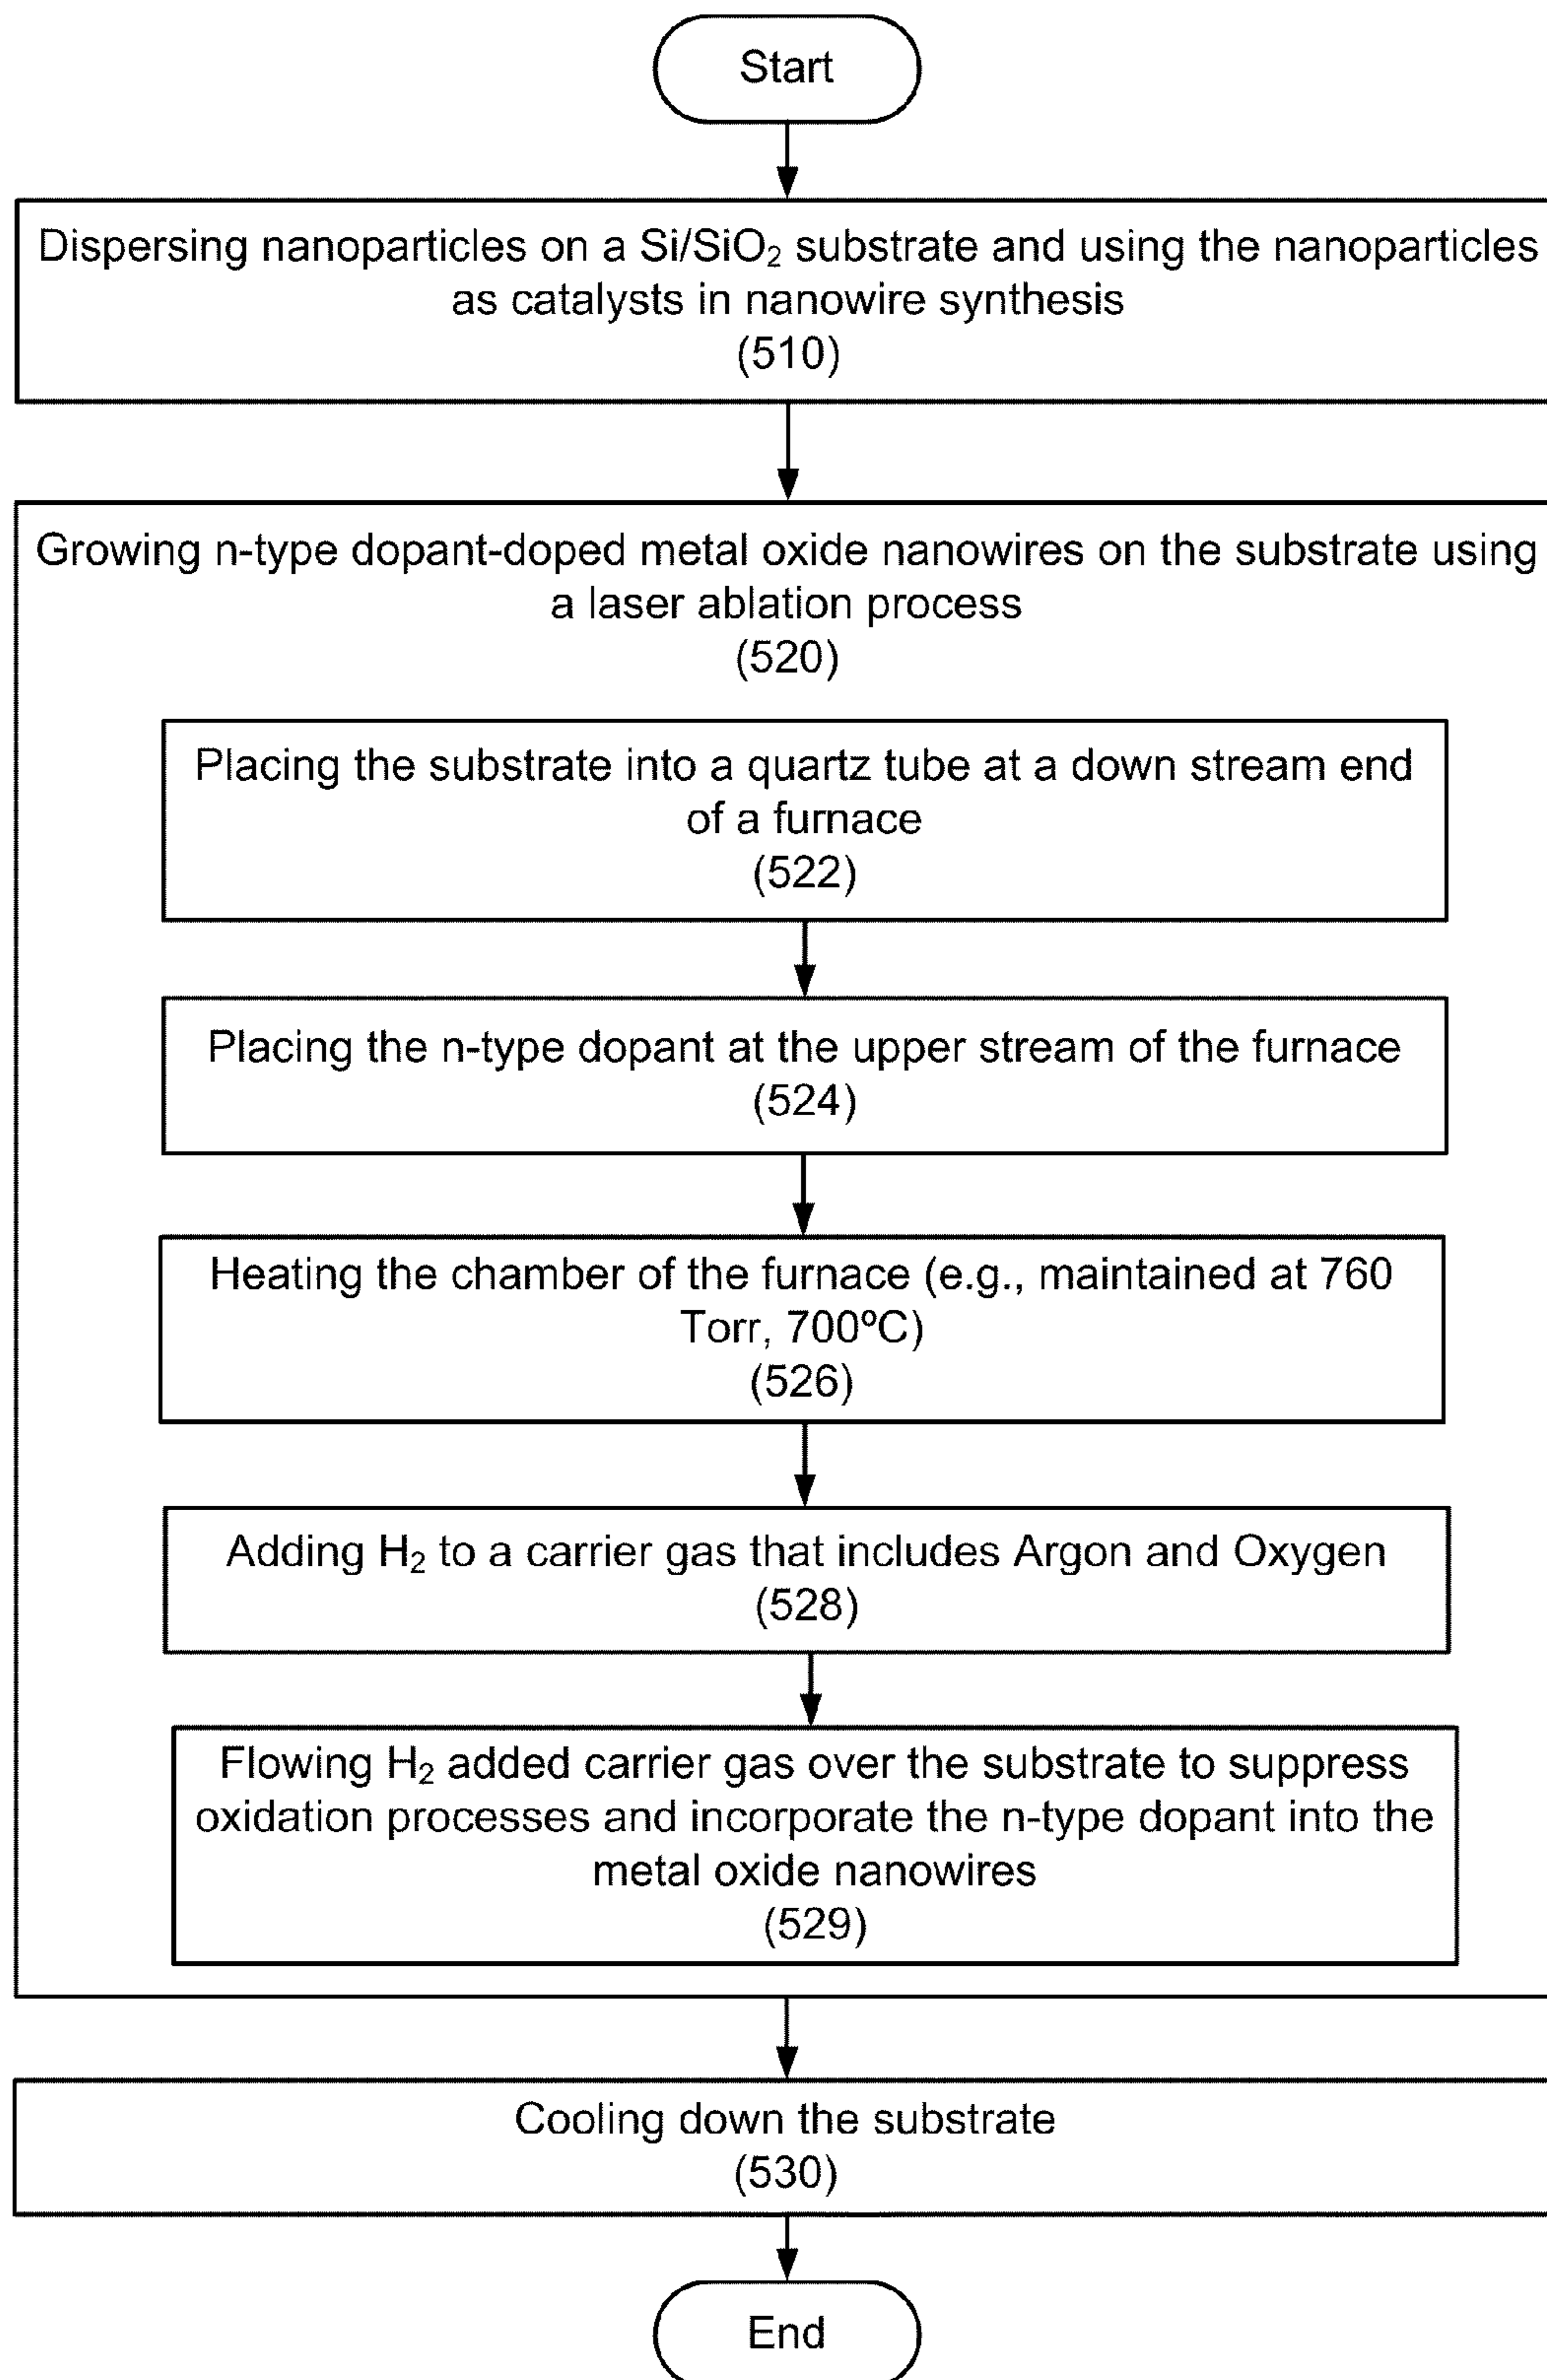 Start
Dispersing nanoparticles on a Si/SiO₂ substrate and using the nanoparticles
as catalysts in nanowire synthesis
(510)
Growing n-type dopant-doped metal oxide nanowires on the substrate using
a laser ablation process
(520)
Placing the substrate into a quartz tube at a down stream end
of a furnace
(522)
Placing the n-type dopant at the upper stream of the furnace
(524)
Heating the chamber of the furnace (e.g., maintained at 760
Torr, 700ºC)
(526)
Adding H₂ to a carrier gas that includes Argon and Oxygen
(528)
Flowing H₂ added carrier gas over the substrate to suppress
oxidation processes and incorporate the n-type dopant into the
metal oxide nanowires
(529)
Cooling down the substrate
(530)
End